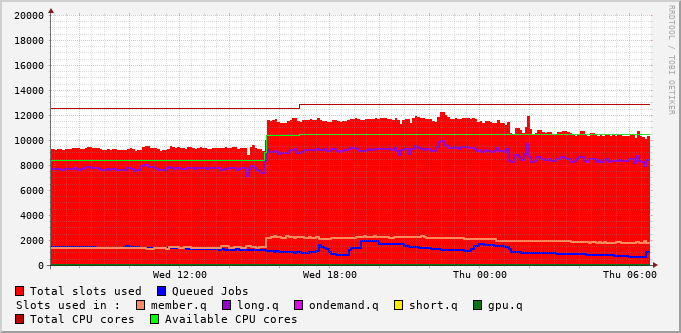 RRDTOOL / TOBI OETIKER
20000
18000
16000
14000
12000
10000
8000
6000
4000
2000
0
Wed 12:00 Wed 18:00 Thu 00:00 Thu 06:00
Total slots used Queued Jobs
Slots used in : member.q long.q ondemand.q short.q gpu.q
Total CPU cores Available CPU cores